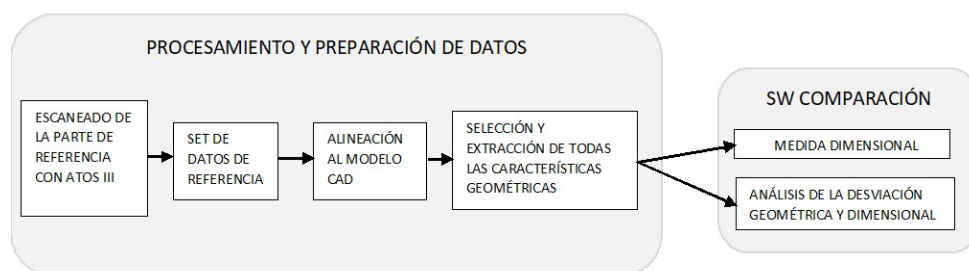 PROCESAMIENTO Y PREPARACIÓN DE DATOS
ESCANEADO DE
LA PARTE DE
REFERENCIA
CON ATOS III
SET DE
DATOS DE
REFERENCIA
ALINEACIÓN
AL MODELO
CAD
SELECCIÓN Y
EXTRACCIÓN DE TODAS
LAS CARACTERÍSTICAS
GEOMÉTRICAS
SW COMPARACIÓN
MEDIDA DIMENSIONAL
ANÁLISIS DE LA DESVIACIÓN
GEOMÉTRICA Y DIMENSIONAL